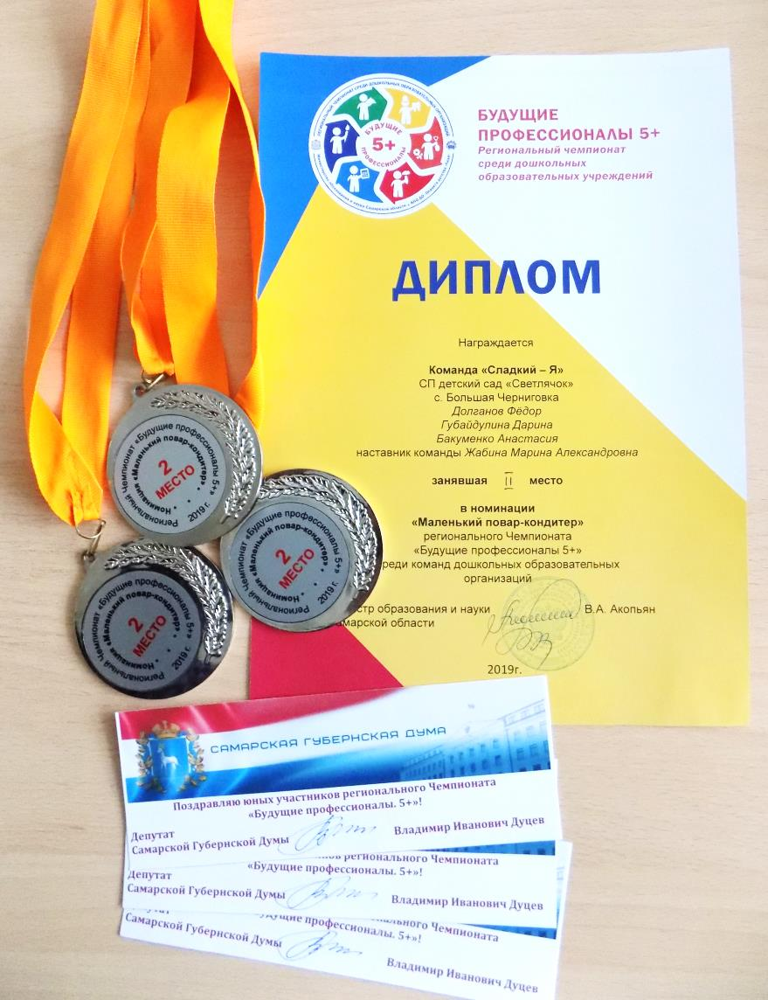 БУДУЩИЕ
ПРОФЕССИОНАЛЫ 5+
Региональный чемпионат
среди дошкольных
образовательных учреждений
БУДУЩИЕ
5+
ПРОФЕССИОНАЛЫ
ДИПЛОМ
Награждается
Команда «Сладкий – Я»
СП детский сад «Светлячок»
с. Большая Черниговка
Долганов Фёдор
Губайдулина Дарина
Бакуменко Анастасия
наставник команды Жабина Марина Александровна
занявшая II место
в номинации
«Маленький повар-кондитер»
регионального Чемпионата
«Будущие профессионалы 5+»
реди команд дошкольных образовательных
организаций
стр образования и науки В.А. Акопьян
амарской области
2019г.
Региональный Чемпионат «Будущие профессионалы 5+»
Номинация «Маленький повар-кондитер»
2
МЕСТО
2019 г.
Региональный Чемпионат «Будущие профессионалы 5+»
Номинация «Маленький повар-кондитер»
2
МЕСТО
2019 г.
Региональный Чемпионат «Будущие профессионалы 5+»
Номинация «Маленький повар-кондитер»
2
МЕСТО
2019 г.
САМАРСКАЯ ГУБЕРНСКАЯ ДУМА
Поздравляю юных участников регионального Чемпионата
«Будущие профессионалы. 5+»!
Депутат
Самарской Губернской Думы Владимир Иванович Дуцев
ков регионального Чемпионата
«Будущие профессионалы. 5+»!
Депутат
Самарской Губернской Думы Владимир Иванович Дуцев
регионального Чемпионата
удущие профессионалы. 5+»!
Самарской Губернской Думы
Владимир Иванович Дуцев